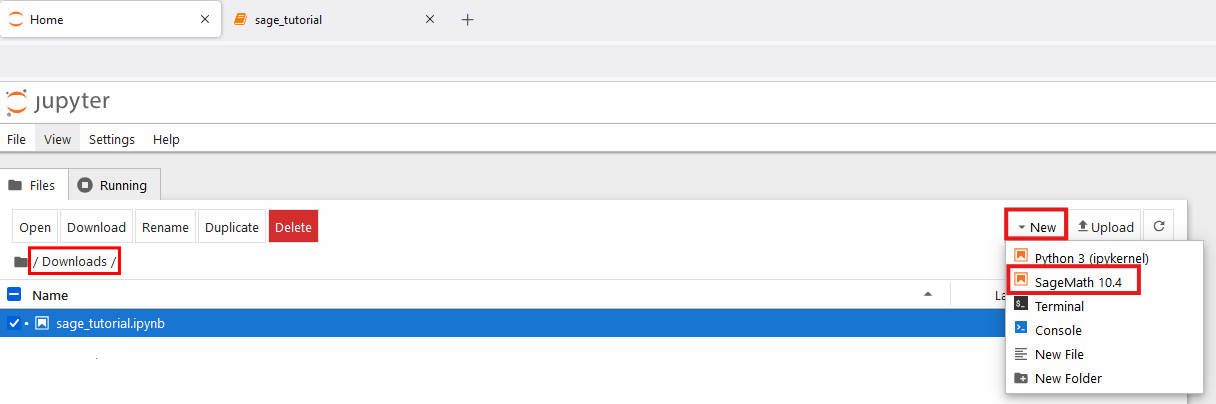 Home sage_tutorial
jupyter
File View Settings Help
Files Running
Open Download Rename Duplicate Delete New Upload
/ Downloads /
Python 3 (ipykernel)
SageMath 10.4
Name La
Terminal
sage_tutorial.ipynb
Console
New File
New Folder